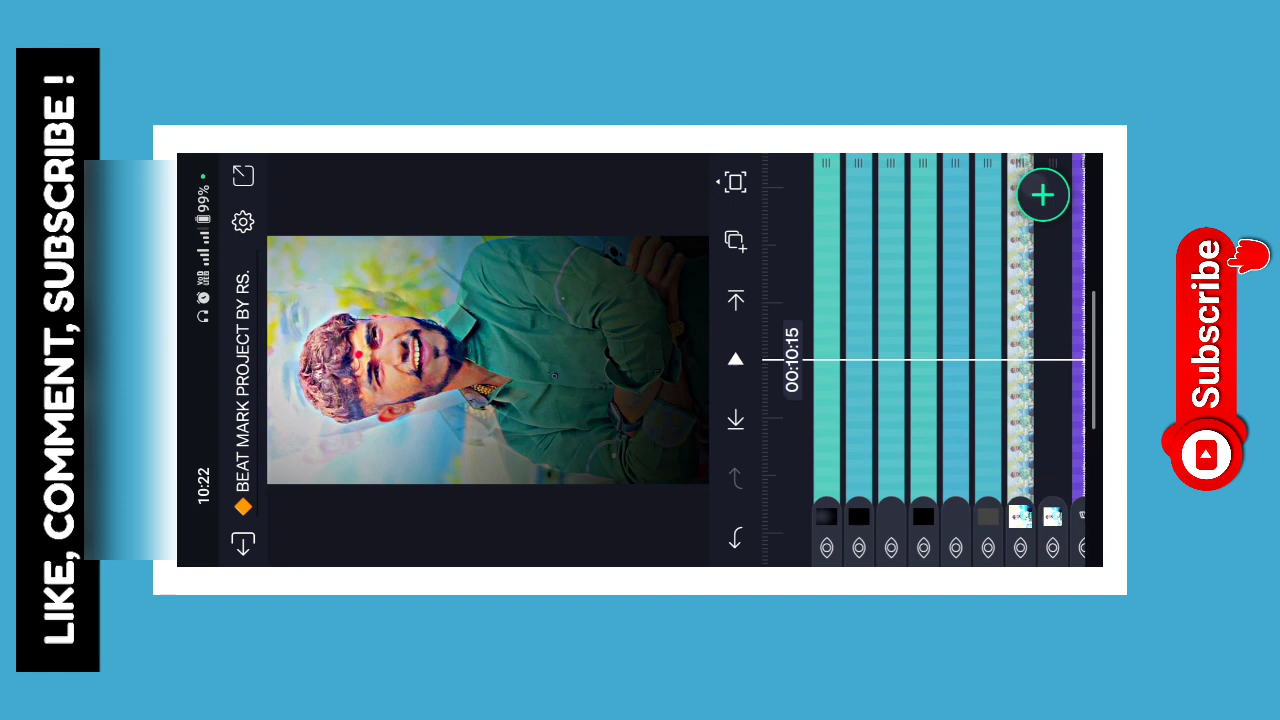 LIKE, COMMENT, SUBSCRIBE !
10:22
99%
BEAT MARK PROJECT BY RS.
00:10:15
Subscribe